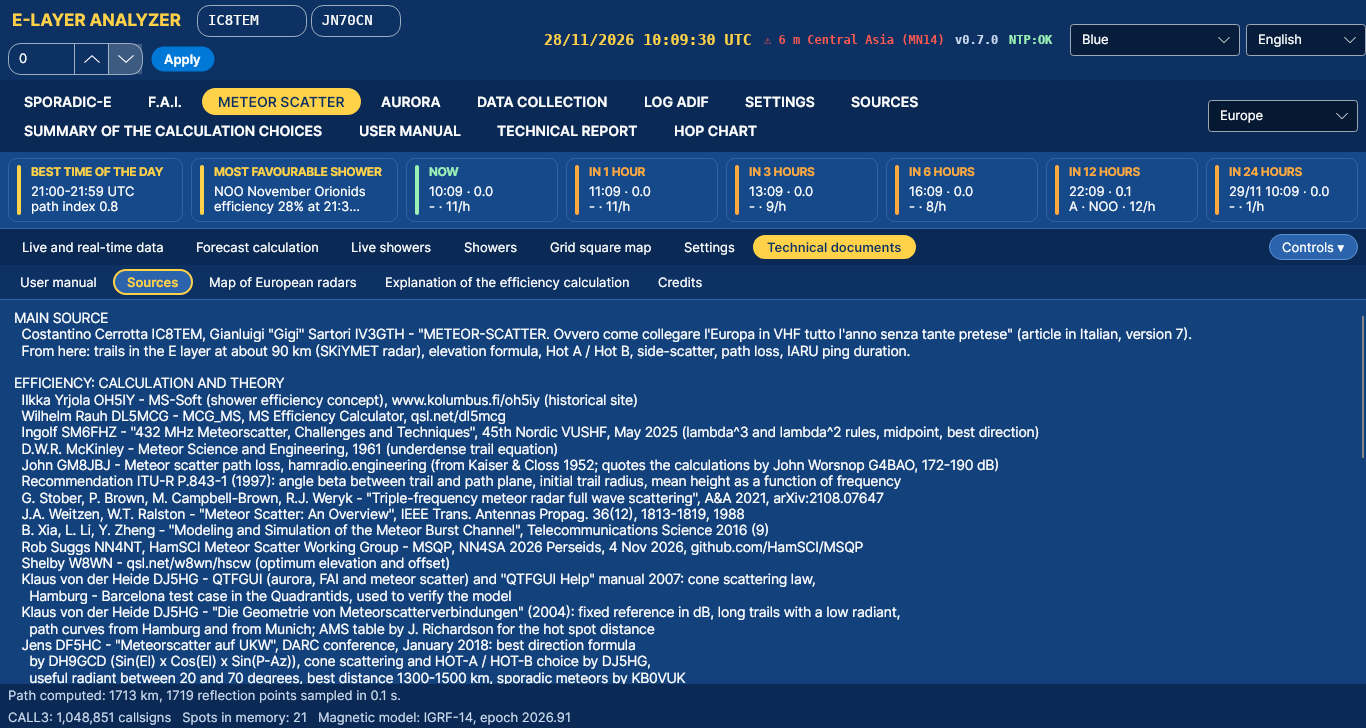 E-LAYER ANALYZER IC8TEM JN70CN
28/11/2026 10:09:30 UTC ⚠ 6 m Central Asia (MN14) v0.7.0 NTP:OK Blue English
0 Apply
SPORADIC-E F.A.I. METEOR SCATTER AURORA DATA COLLECTION LOG ADIF SETTINGS SOURCES
SUMMARY OF THE CALCULATION CHOICES USER MANUAL TECHNICAL REPORT HOP CHART
Europe
BEST TIME OF THE DAY
21:00-21:59 UTC
path index 0.8
MOST FAVOURABLE SHOWER
NOO November Orionids
efficiency 28% at 21:3...
NOW
10:09 · 0.0
- · 11/h
IN 1 HOUR
11:09 · 0.0
- · 11/h
IN 3 HOURS
13:09 · 0.0
- · 9/h
IN 6 HOURS
16:09 · 0.0
- · 8/h
IN 12 HOURS
22:09 · 0.1
A · NOO · 12/h
IN 24 HOURS
29/11 10:09 · 0.0
- · 1/h
Live and real-time data Forecast calculation Live showers Showers Grid square map Settings Technical documents Controls ▾
User manual Sources Map of European radars Explanation of the efficiency calculation Credits
MAIN SOURCE
Costantino Cerrotta IC8TEM, Gianluigi "Gigi" Sartori IV3GTH - "METEOR-SCATTER. Ovvero come collegare l'Europa in VHF tutto l'anno senza tante pretese" (article in Italian, version 7).
From here: trails in the E layer at about 90 km (SKiYMET radar), elevation formula, Hot A / Hot B, side-scatter, path loss, IARU ping duration.
EFFICIENCY: CALCULATION AND THEORY
Ilkka Yrjola OH5IY - MS-Soft (shower efficiency concept), www.kolumbus.fi/oh5iy (historical site)
Wilhelm Rauh DL5MCG - MCG_MS, MS Efficiency Calculator, qsl.net/dl5mcg
Ingolf SM6FHZ - "432 MHz Meteorscatter, Challenges and Techniques", 45th Nordic VUSHF, May 2025 (lambda^3 and lambda^2 rules, midpoint, best direction)
D.W.R. McKinley - Meteor Science and Engineering, 1961 (underdense trail equation)
John GM8JBJ - Meteor scatter path loss, hamradio.engineering (from Kaiser & Closs 1952; quotes the calculations by John Worsnop G4BAO, 172-190 dB)
Recommendation ITU-R P.843-1 (1997): angle beta between trail and path plane, initial trail radius, mean height as a function of frequency
G. Stober, P. Brown, M. Campbell-Brown, R.J. Weryk - "Triple-frequency meteor radar full wave scattering", A&A 2021, arXiv:2108.07647
J.A. Weitzen, W.T. Ralston - "Meteor Scatter: An Overview", IEEE Trans. Antennas Propag. 36(12), 1813-1819, 1988
B. Xia, L. Li, Y. Zheng - "Modeling and Simulation of the Meteor Burst Channel", Telecommunications Science 2016 (9)
Rob Suggs NN4NT, HamSCI Meteor Scatter Working Group - MSQP, NN4SA 2026 Perseids, 4 Nov 2026, github.com/HamSCI/MSQP
Shelby W8WN - qsl.net/w8wn/hscw (optimum elevation and offset)
Klaus von der Heide DJ5HG - QTFGUI (aurora, FAI and meteor scatter) and "QTFGUI Help" manual 2007: cone scattering law,
Hamburg - Barcelona test case in the Quadrantids, used to verify the model
Klaus von der Heide DJ5HG - "Die Geometrie von Meteorscatterverbindungen" (2004): fixed reference in dB, long trails with a low radiant,
path curves from Hamburg and from Munich; AMS table by J. Richardson for the hot spot distance
Jens DF5HC - "Meteorscatter auf UKW", DARC conference, January 2018: best direction formula
by DH9GCD (Sin(El) x Cos(El) x Sin(P-Az)), cone scattering and HOT-A / HOT-B choice by DJ5HG,
useful radiant between 20 and 70 degrees, best distance 1300-1500 km, sporadic meteors by KB0VUK
Path computed: 1713 km, 1719 reflection points sampled in 0.1 s.
CALL3: 1,048,851 callsigns Spots in memory: 21 Magnetic model: IGRF-14, epoch 2026.91